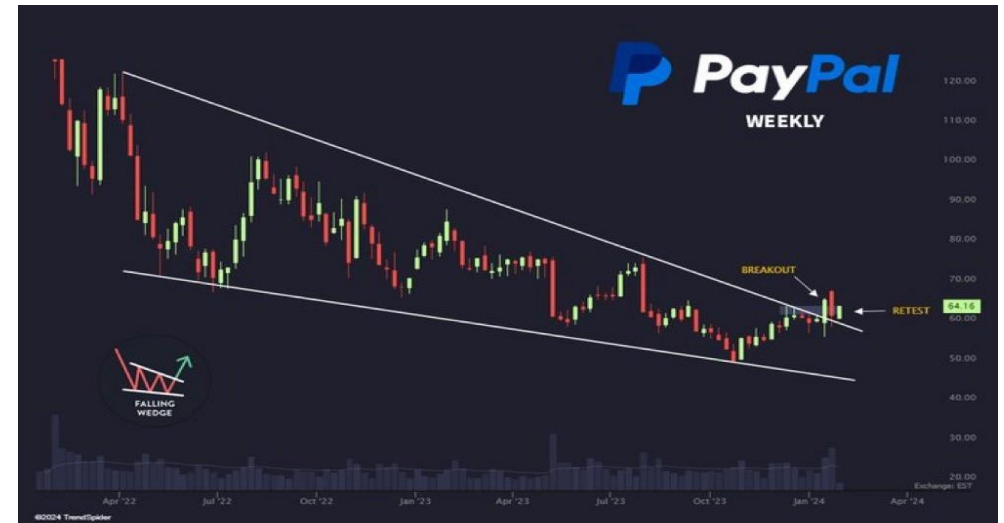 PayPal
WEEKLY
120.00
110.00
100.00
90.00
80.00
70.00
64.16
60.00
50.00
40.00
30.00
20.00
BREAKOUT
RETEST
FALLING
WEDGE
Exchange: EST
Apr '22
Jul '22
Oct '22
Jan '23
Apr '23
Jul '23
Oct '23
Jan '24
Apr '24
©2024 TrendSpider